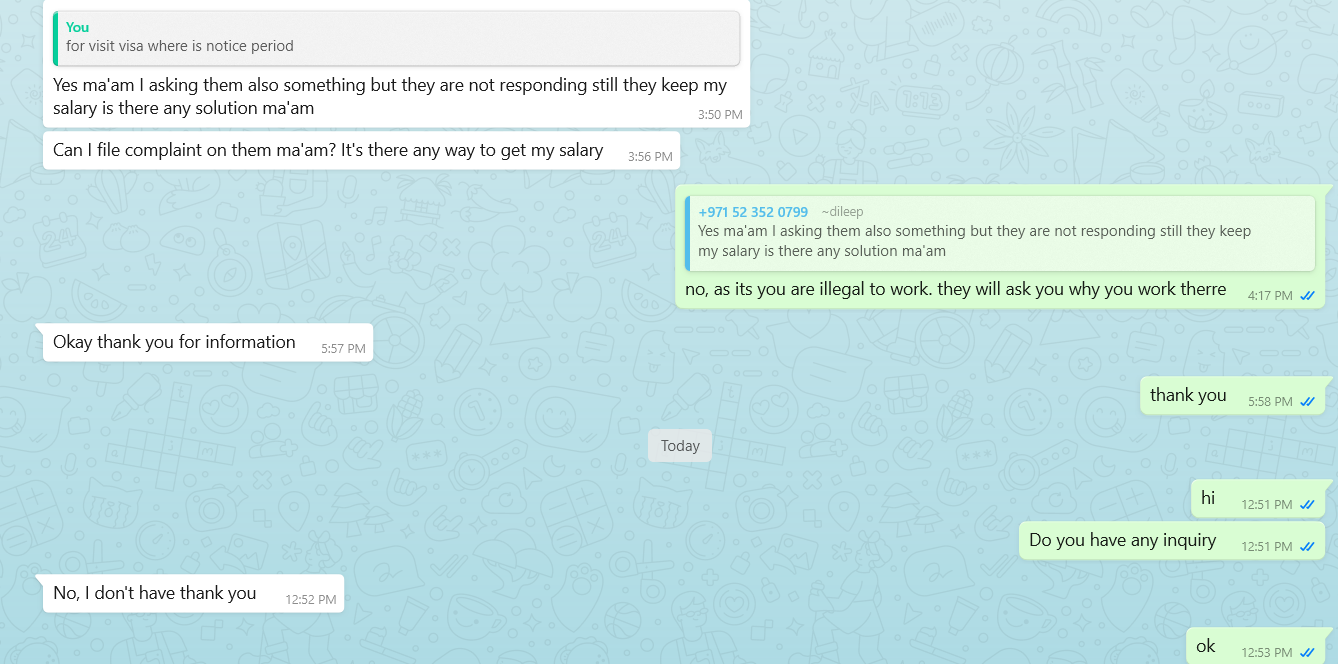 You
for visit visa where is notice period
Yes ma'am I asking them also something but they are not responding still they keep my
salary is there any solution ma'am
3:50 PM
Can I file complaint on them ma'am? It's there any way to get my salary
3:56 PM
+971 52 352 0799 ~dileep
Yes ma'am I asking them also something but they are not responding still they keep
my salary is there any solution ma'am
no, as its you are illegal to work. they will ask you why you work therre
4:17 PM
Okay thank you for information
5:57 PM
thank you
5:58 PM
Today
hi
12:51 PM
Do you have any inquiry
12:51 PM
No, I don't have thank you
12:52 PM
ok
12:53 PM